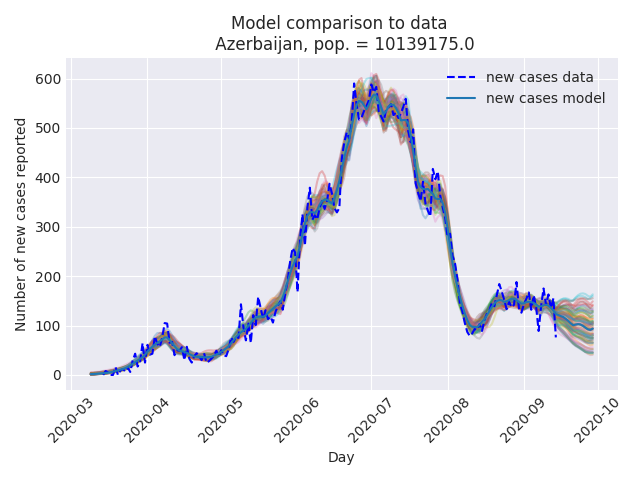 Model comparison to data
Azerbaijan, pop. = 10139175.0
new cases data
new cases model
Number of new cases reported
600
500
400
300
200
100
0
2020-03
2020-04
2020-05
2020-06
2020-07
2020-08
2020-09
2020-10
Day